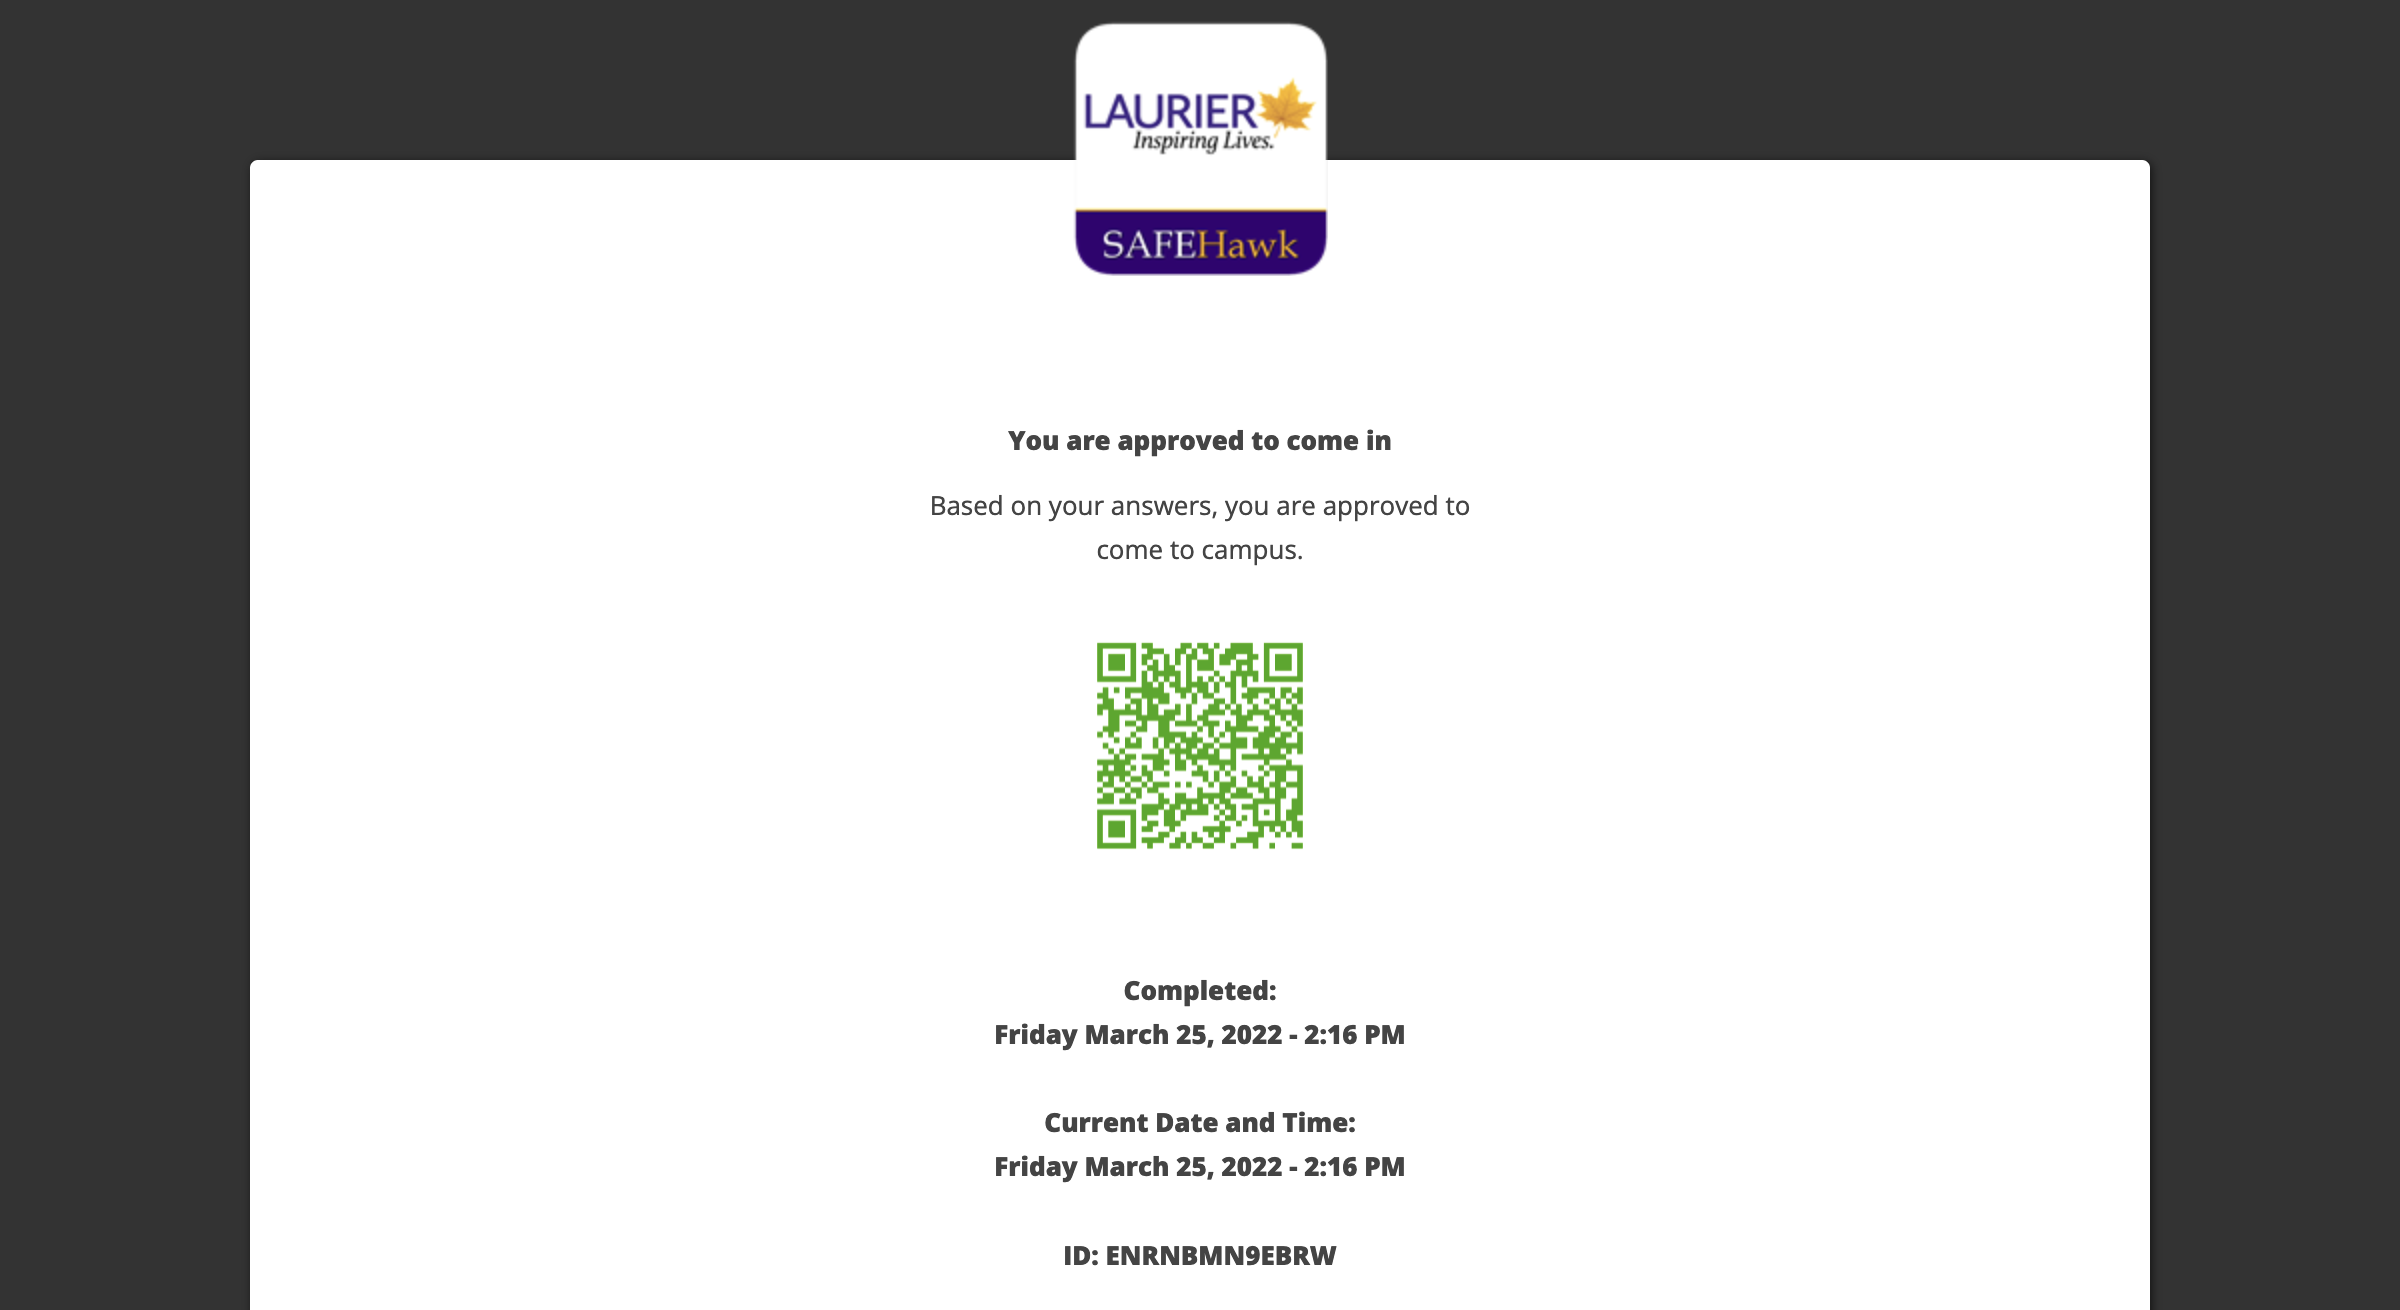 LAURIER
Inspiring Lives.
SAFEHawk
You are approved to come in
Based on your answers, you are approved to
come to campus.
Completed:
Friday March 25, 2022 - 2:16 PM
Current Date and Time:
Friday March 25, 2022 - 2:16 PM
ID: ENRNBMN9EBRW